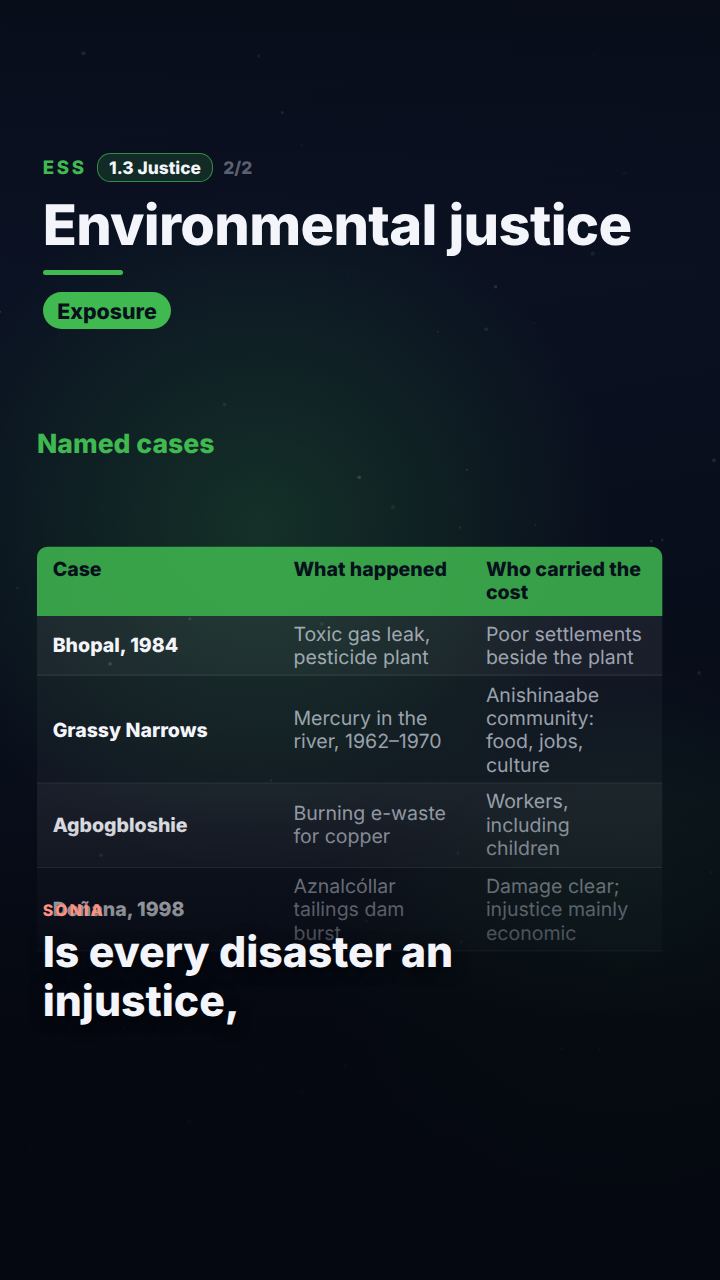 ESS 1.3 Justice 2/2
Environmental justice
Exposure
Named cases
Case What happened Who carried the
cost
Bhopal, 1984 Toxic gas leak,
pesticide plant Poor settlements
beside the plant
Grassy Narrows Mercury in the
river, 1962–1970 Anishinaabe
community:
food, jobs,
culture
Agbogbloshie Burning e-waste
for copper Workers,
including
children
Doñana, 1998 Aznalcóllar
tailings dam
burst Damage clear;
injustice mainly
economic
Is every disaster an
injustice,